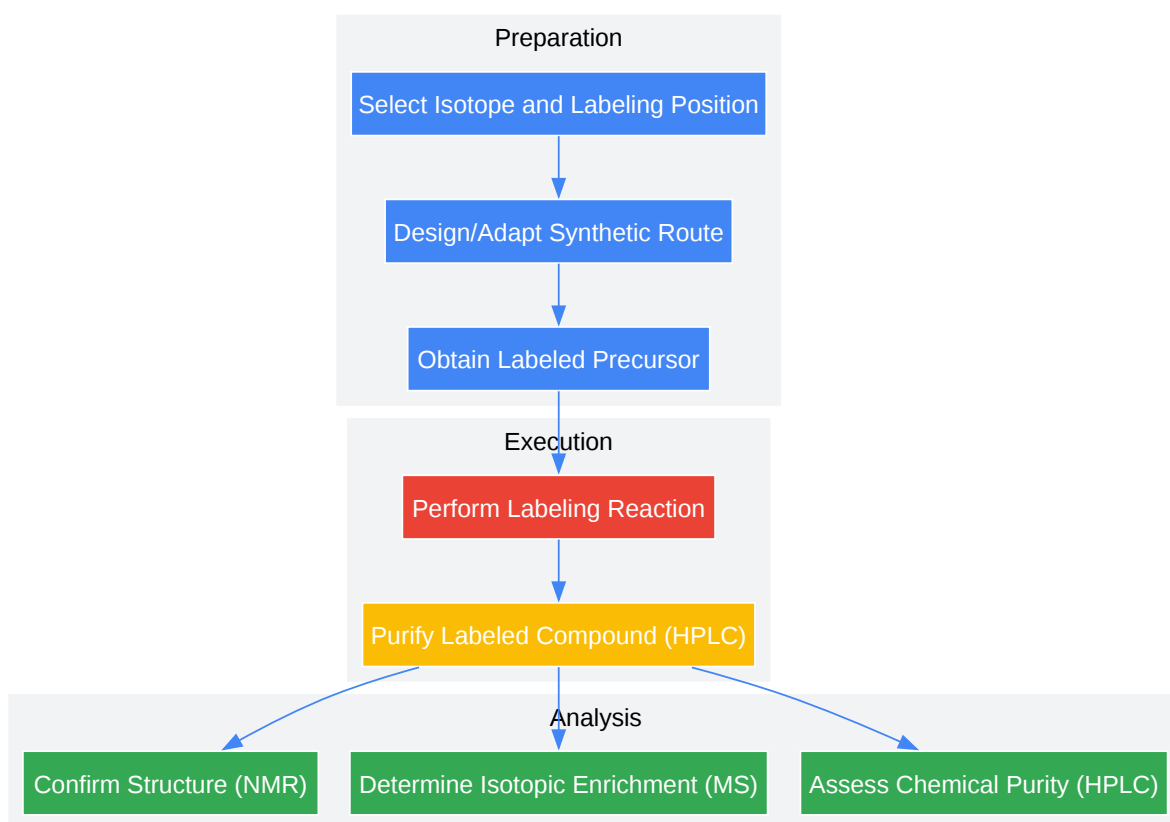 Preparation
Select Isotope and Labeling Position
Design/Adapt Synthetic Route
Obtain Labeled Precursor
Execution
Perform Labeling Reaction
Purify Labeled Compound (HPLC)
Analysis
Confirm Structure (NMR)
Determine Isotopic Enrichment (MS)
Assess Chemical Purity (HPLC)